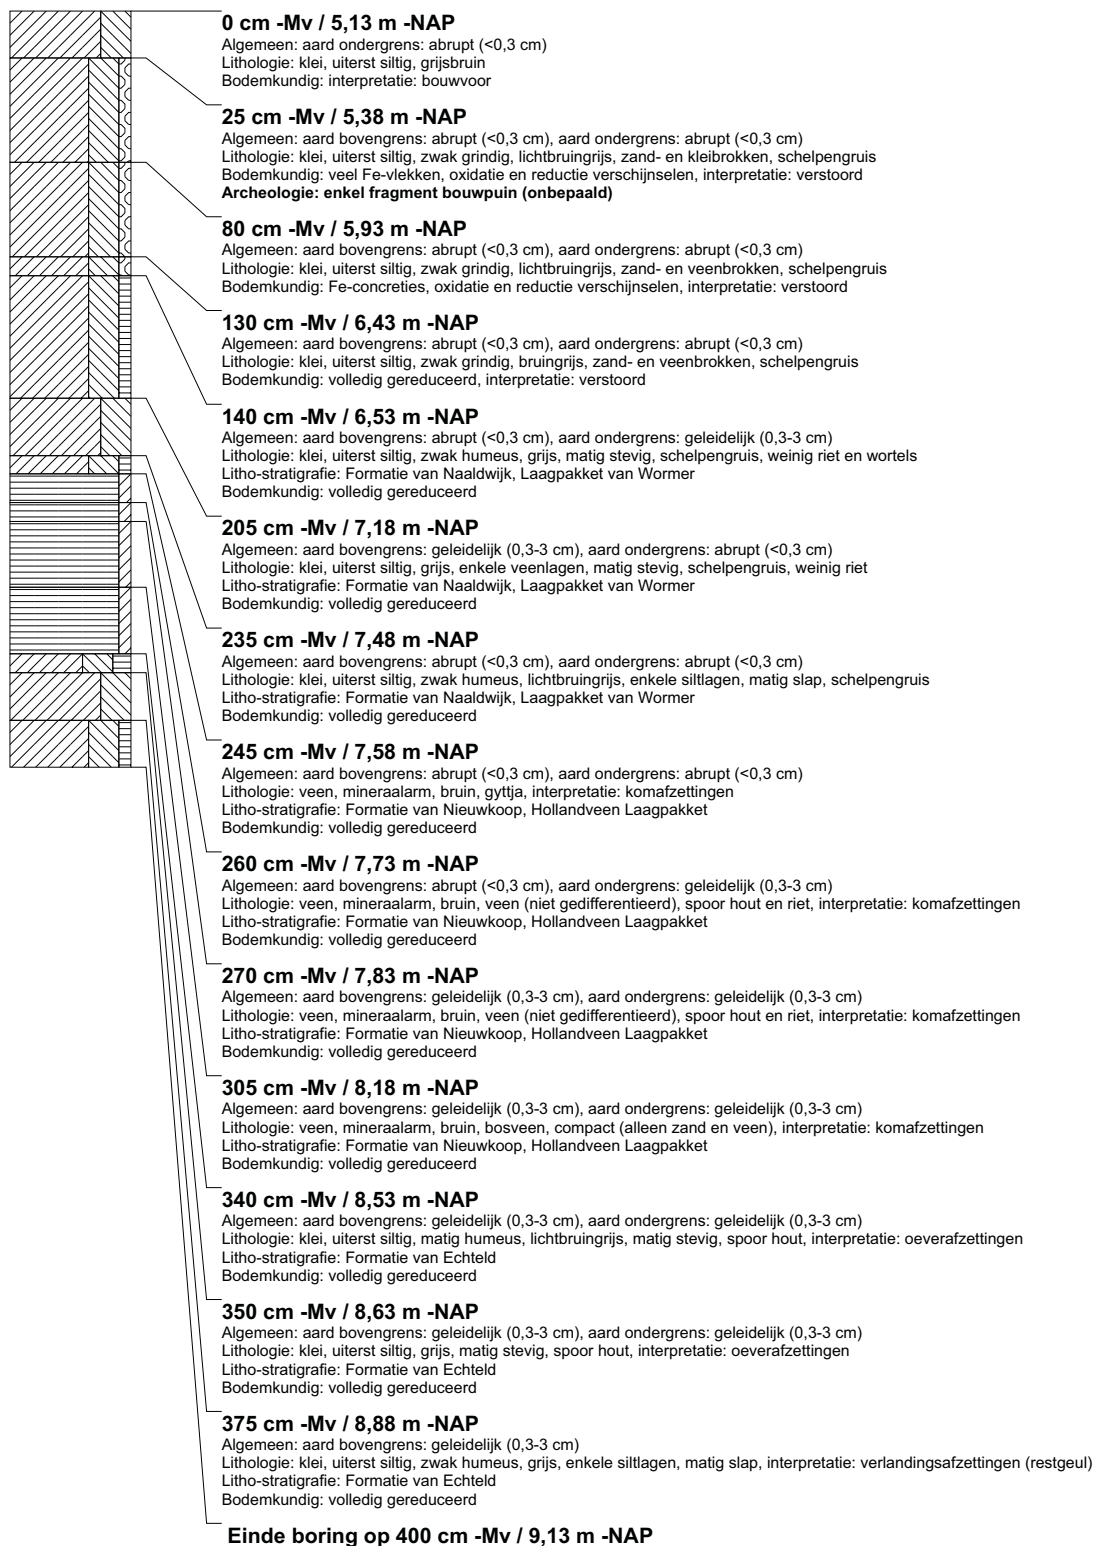 0 cm -Mv / 5,13 m -NAP
Algemeen: aard ondergrens: abrupt (<0,3 cm)
Lithologie: klei, uiterst siltig, grijsbruin
Bodemkundig: interpretatie: bouwvoor
25 cm -Mv / 5,38 m -NAP
Algemeen: aard bovengrens: abrupt (<0,3 cm), aard ondergrens: abrupt (<0,3 cm)
Lithologie: klei, uiterst siltig, zwak grindig, lichtbruingrijs, zand- en kleibrokken, schelpengruis
Bodemkundig: veel Fe-vlekken, oxidatie en reductie verschijnselen, interpretatie: verstoord
Archeologie: enkel fragment bouwpuin (onbepaald)
80 cm -Mv / 5,93 m -NAP
Algemeen: aard bovengrens: abrupt (<0,3 cm), aard ondergrens: abrupt (<0,3 cm)
Lithologie: klei, uiterst siltig, zwak grindig, lichtbruingrijs, zand- en veenbrokken, schelpengruis
Bodemkundig: Fe-concreties, oxidatie en reductie verschijnselen, interpretatie: verstoord
130 cm -Mv / 6,43 m -NAP
Algemeen: aard bovengrens: abrupt (<0,3 cm), aard ondergrens: abrupt (<0,3 cm)
Lithologie: klei, uiterst siltig, zwak grindig, bruingrijs, zand- en veenbrokken, schelpengruis
Bodemkundig: volledig gereduceerd, interpretatie: verstoord
140 cm -Mv / 6,53 m -NAP
Algemeen: aard bovengrens: abrupt (<0,3 cm), aard ondergrens: geleidelijk (0,3-3 cm)
Lithologie: klei, uiterst siltig, zwak humeus, grijs, matig stevig, schelpengruis, weinig riet en wortels
Litho-stratigrafie: Formatie van Naaldwijk, Laagpakket van Wormer
Bodemkundig: volledig gereduceerd
205 cm -Mv / 7,18 m -NAP
Algemeen: aard bovengrens: geleidelijk (0,3-3 cm), aard ondergrens: abrupt (<0,3 cm)
Lithologie: klei, uiterst siltig, grijs, enkele veenlagen, matig stevig, schelpengruis, weinig riet
Litho-stratigrafie: Formatie van Naaldwijk, Laagpakket van Wormer
Bodemkundig: volledig gereduceerd
235 cm -Mv / 7,48 m -NAP
Algemeen: aard bovengrens: abrupt (<0,3 cm), aard ondergrens: abrupt (<0,3 cm)
Lithologie: klei, uiterst siltig, zwak humeus, lichtbruingrijs, enkele siltlagen, matig slap, schelpengruis
Litho-stratigrafie: Formatie van Naaldwijk, Laagpakket van Wormer
Bodemkundig: volledig gereduceerd
245 cm -Mv / 7,58 m -NAP
Algemeen: aard bovengrens: abrupt (<0,3 cm), aard ondergrens: abrupt (<0,3 cm)
Lithologie: veen, mineraalarm, bruin, gyttja, interpretatie: komafzettingen
Litho-stratigrafie: Formatie van Nieuwkoop, Hollandveen Laagpakket
Bodemkundig: volledig gereduceerd
260 cm -Mv / 7,73 m -NAP
Algemeen: aard bovengrens: abrupt (<0,3 cm), aard ondergrens: geleidelijk (0,3-3 cm)
Lithologie: veen, mineraalarm, bruin, veen (niet gedifferentieerd), spoor hout en riet, interpretatie: komafzettingen
Litho-stratigrafie: Formatie van Nieuwkoop, Hollandveen Laagpakket
Bodemkundig: volledig gereduceerd
270 cm -Mv / 7,83 m -NAP
Algemeen: aard bovengrens: geleidelijk (0,3-3 cm), aard ondergrens: geleidelijk (0,3-3 cm)
Lithologie: veen, mineraalarm, bruin, veen (niet gedifferentieerd), spoor hout en riet, interpretatie: komafzettingen
Litho-stratigrafie: Formatie van Nieuwkoop, Hollandveen Laagpakket
Bodemkundig: volledig gereduceerd
305 cm -Mv / 8,18 m -NAP
Algemeen: aard bovengrens: geleidelijk (0,3-3 cm), aard ondergrens: geleidelijk (0,3-3 cm)
Lithologie: veen, mineraalarm, bruin, bosveen, compact (alleen zand en veen), interpretatie: komafzettingen
Litho-stratigrafie: Formatie van Nieuwkoop, Hollandveen Laagpakket
Bodemkundig: volledig gereduceerd
340 cm -Mv / 8,53 m -NAP
Algemeen: aard bovengrens: geleidelijk (0,3-3 cm), aard ondergrens: geleidelijk (0,3-3 cm)
Lithologie: klei, uiterst siltig, matig humeus, lichtbruingrijs, matig stevig, spoor hout, interpretatie: oeverafzettingen
Litho-stratigrafie: Formatie van Echteld
Bodemkundig: volledig gereduceerd
350 cm -Mv / 8,63 m -NAP
Algemeen: aard bovengrens: geleidelijk (0,3-3 cm), aard ondergrens: geleidelijk (0,3-3 cm)
Lithologie: klei, uiterst siltig, grijs, matig stevig, spoor hout, interpretatie: oeverafzettingen
Litho-stratigrafie: Formatie van Echteld
Bodemkundig: volledig gereduceerd
375 cm -Mv / 8,88 m -NAP
Algemeen: aard bovengrens: geleidelijk (0,3-3 cm)
Lithologie: klei, uiterst siltig, zwak humeus, grijs, enkele siltlagen, matig slap, interpretatie: verlandingsafzettingen (restgeul)
Litho-stratigrafie: Formatie van Echteld
Bodemkundig: volledig gereduceerd
Einde boring op 400 cm -Mv / 9,13 m -NAP